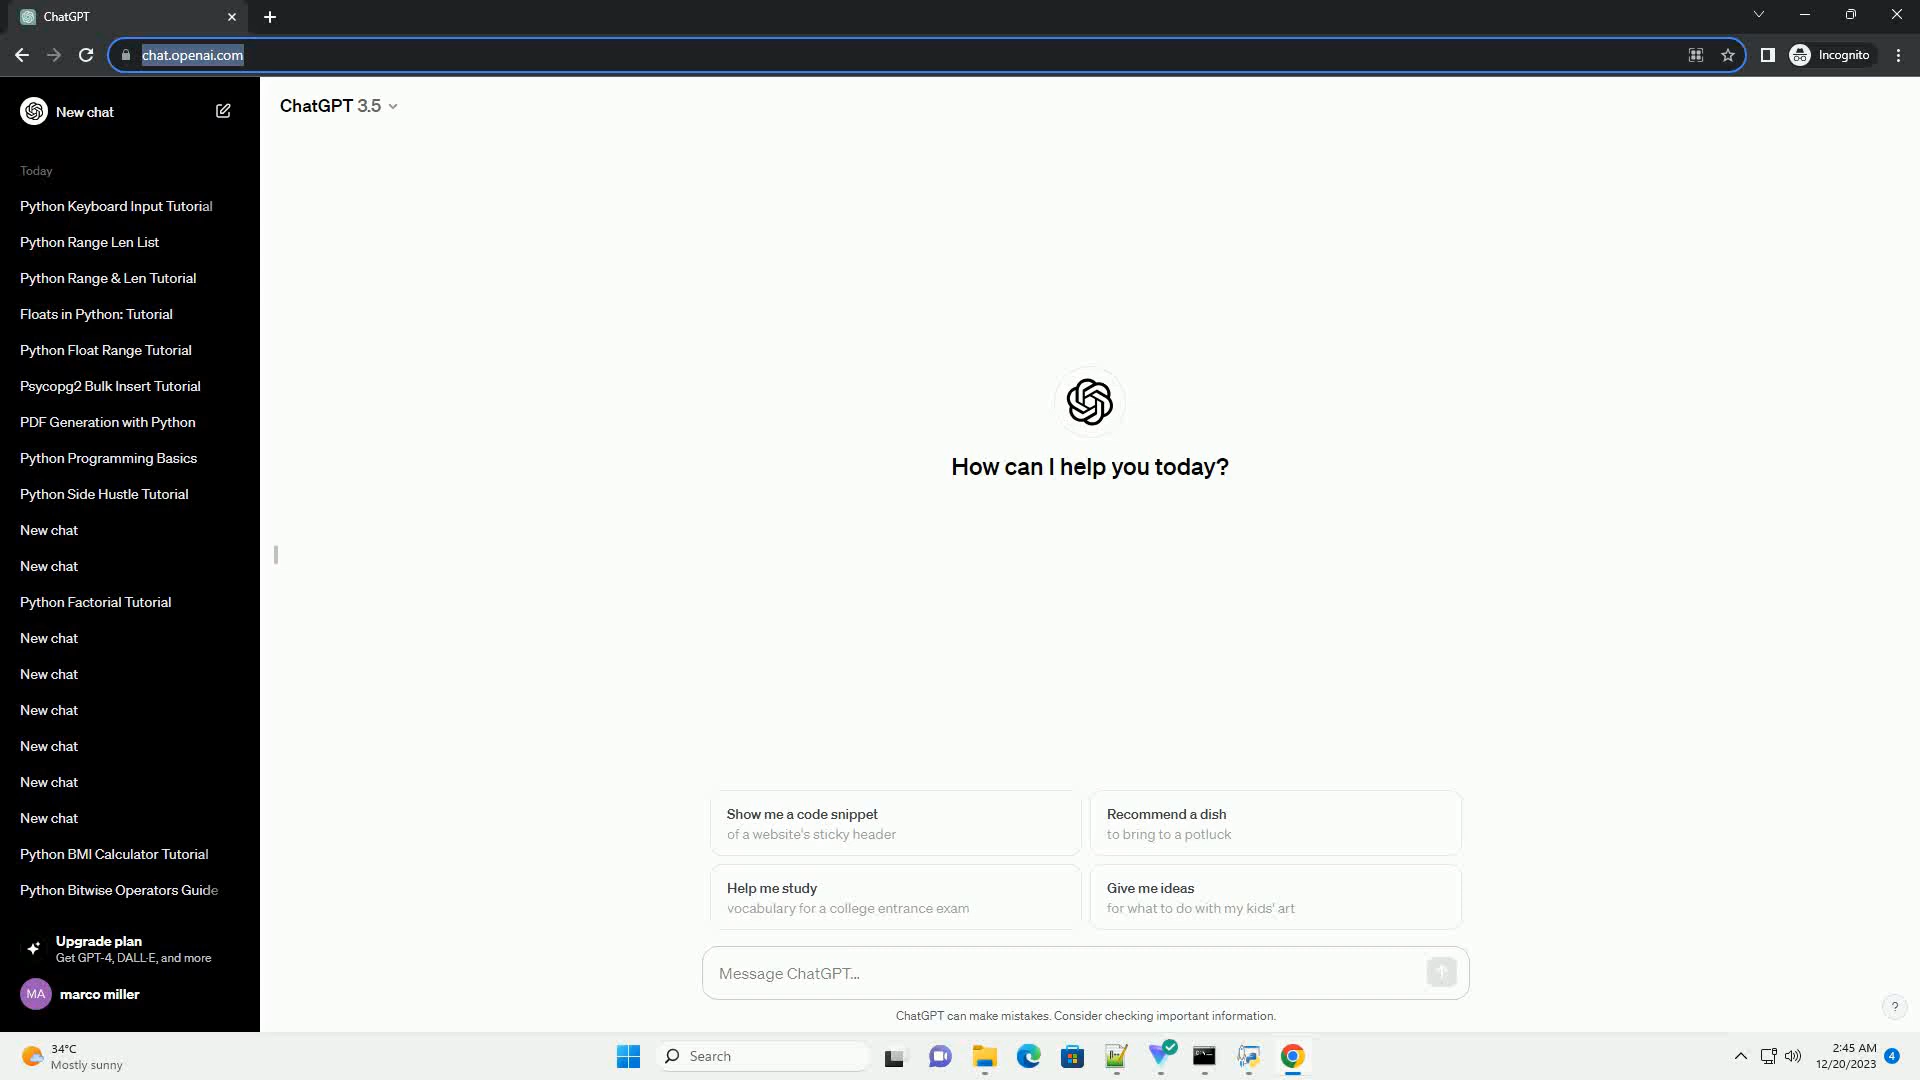 ChatGPT
chat.openai.com
Incognito
New chat
ChatGPT 3.5
Today
Python Keyboard Input Tutorial
Python Range Len List
Python Range & Len Tutorial
Floats in Python: Tutorial
Python Float Range Tutorial
Psycopg2 Bulk Insert Tutorial
PDF Generation with Python
Python Programming Basics
Python Side Hustle Tutorial
New chat
New chat
Python Factorial Tutorial
New chat
New chat
New chat
New chat
New chat
New chat
Python BMI Calculator Tutorial
Python Bitwise Operators Guide
Upgrade plan
Get GPT-4, DALL·E, and more
MA
marco miller
How can I help you today?
Show me a code snippet
of a website's sticky header
Recommend a dish
to bring to a potluck
Help me study
vocabulary for a college entrance exam
Give me ideas
for what to do with my kids' art
Message ChatGPT...
ChatGPT can make mistakes. Consider checking important information.
?
34°C
Mostly sunny
Search
2:45 AM
12/20/2023
4